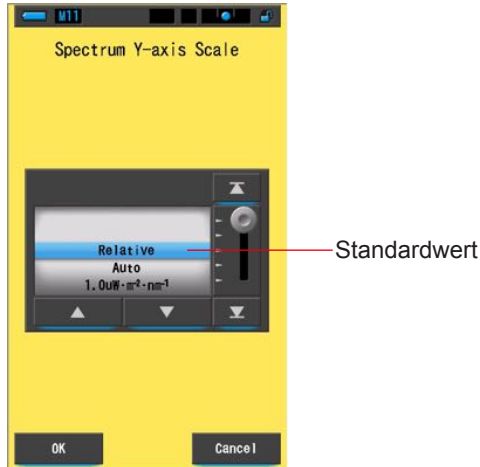 M11
Spectrum Y-axis Scale
Relative
Auto
1.0uW·m⁻²·nm⁻¹
Standardwert
OK
Cancel